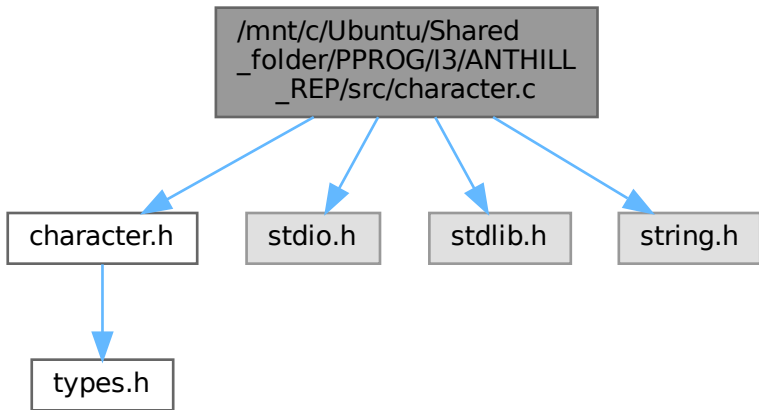 /mnt/c/Ubuntu/Shared
_folder/PPROG/I3/ANTHILL
_REP/src/character.c
character.h
stdio.h
stdlib.h
string.h
types.h